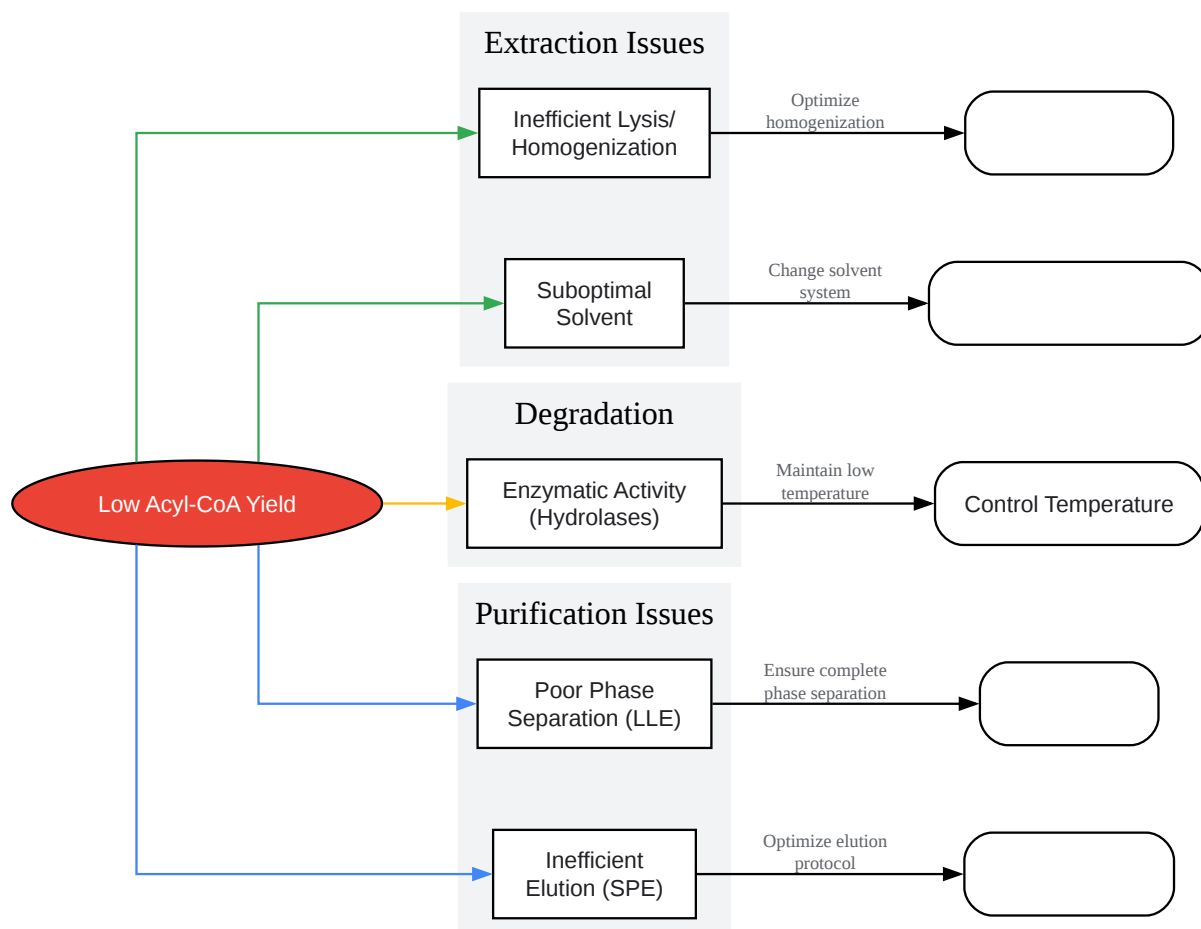 Extraction Issues
Inefficient Lysis/
Homogenization
Optimize
homogenization
Suboptimal
Solvent
Change solvent
system
Degradation
Low Acyl-CoA Yield
Enzymatic Activity
(Hydrolases)
Maintain low
temperature
Control Temperature
Purification Issues
Poor Phase
Separation (LLE)
Ensure complete
phase separation
Inefficient
Elution (SPE)
Optimize elution
protocol